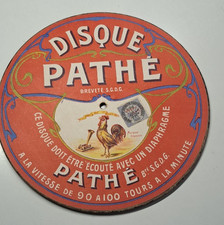 DISQUE
PATHÉ
BREVETÉ S.G.D.G.
CE DISQUE DOIT ÊTRE ÉCOUTÉ AVEC UN DIAPHRAGME
PATHÉ Bté S.G.D.G.
A LA VITESSE DE 90 A 100 TOURS A LA MINUTE